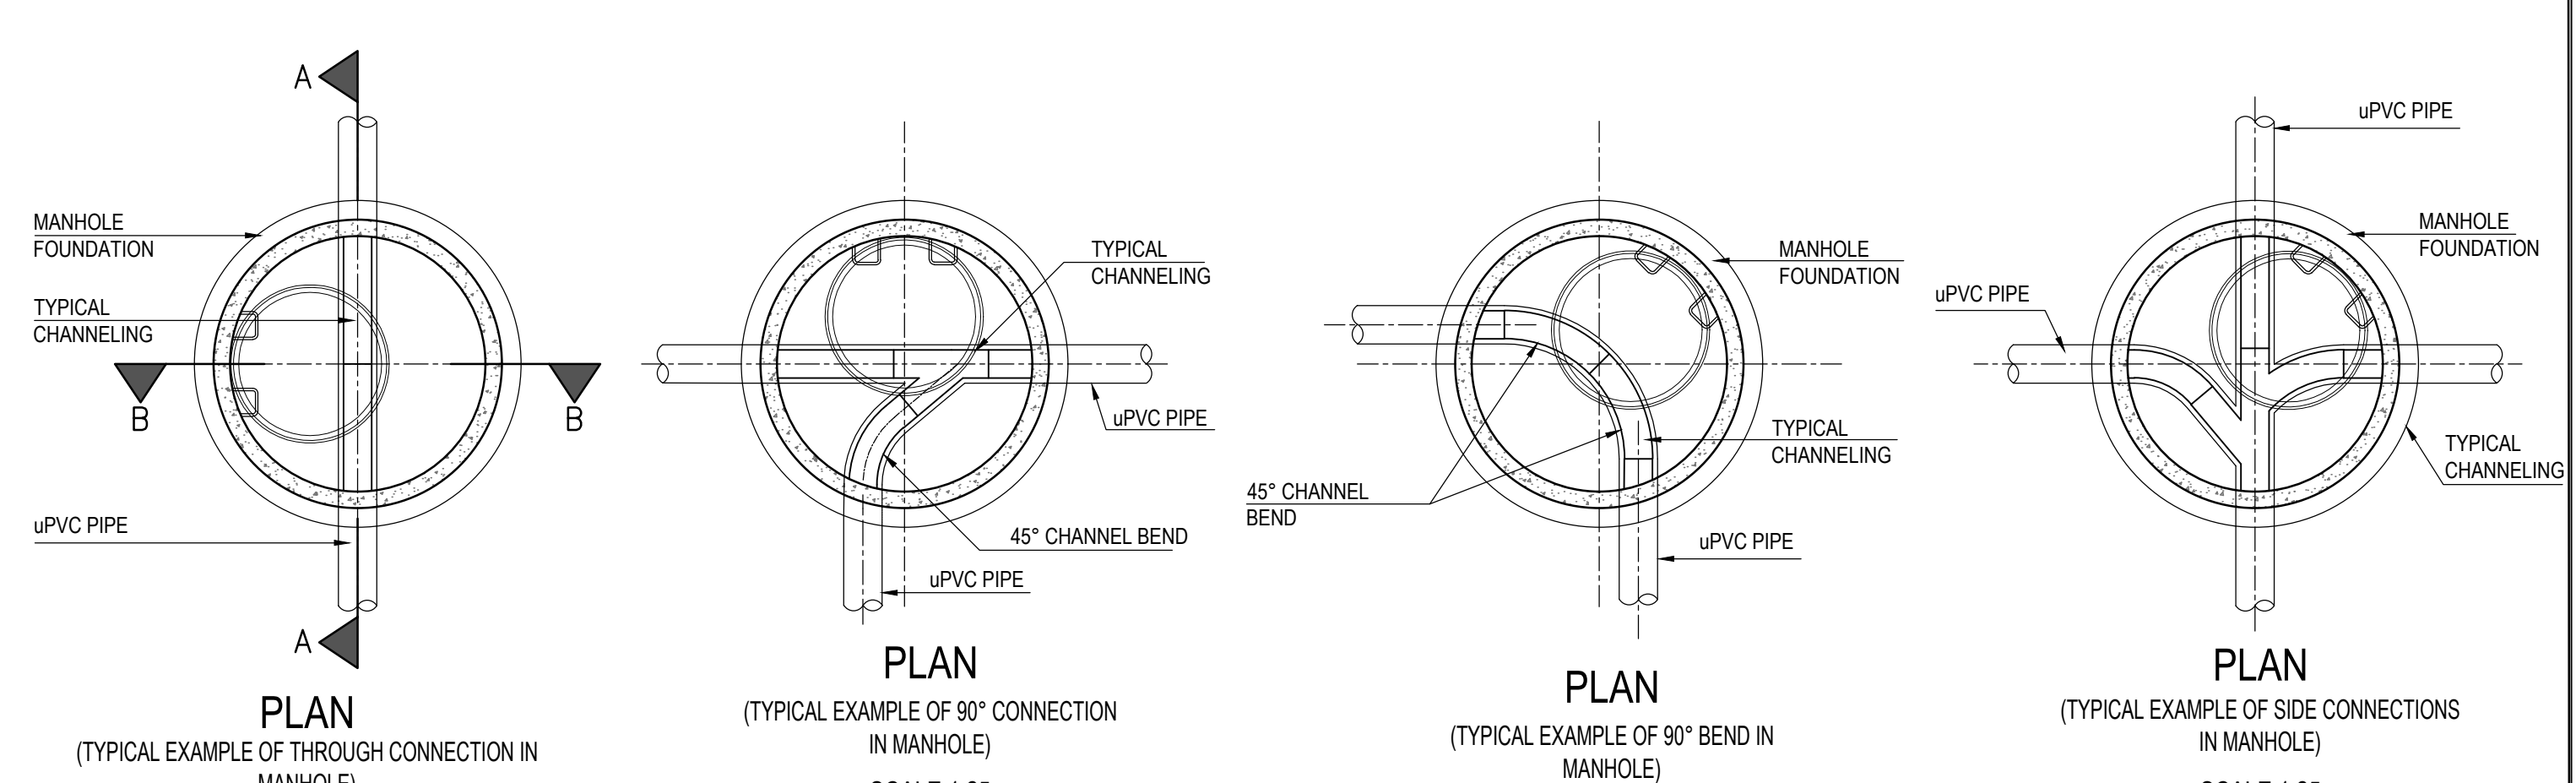 A
MANHOLE
FOUNDATION
TYPICAL
CHANNELING
B
B
uPVC PIPE
A
PLAN
(TYPICAL EXAMPLE OF THROUGH CONNECTION IN
MANHOLE)
TYPICAL
CHANNELING
uPVC PIPE
45° CHANNEL BEND
uPVC PIPE
PLAN
(TYPICAL EXAMPLE OF 90° CONNECTION
IN MANHOLE)
MANHOLE
FOUNDATION
TYPICAL
CHANNELING
45° CHANNEL
BEND
uPVC PIPE
PLAN
(TYPICAL EXAMPLE OF 90° BEND IN
MANHOLE)
uPVC PIPE
MANHOLE
FOUNDATION
uPVC PIPE
TYPICAL
CHANNELING
PLAN
(TYPICAL EXAMPLE OF SIDE CONNECTIONS
IN MANHOLE)